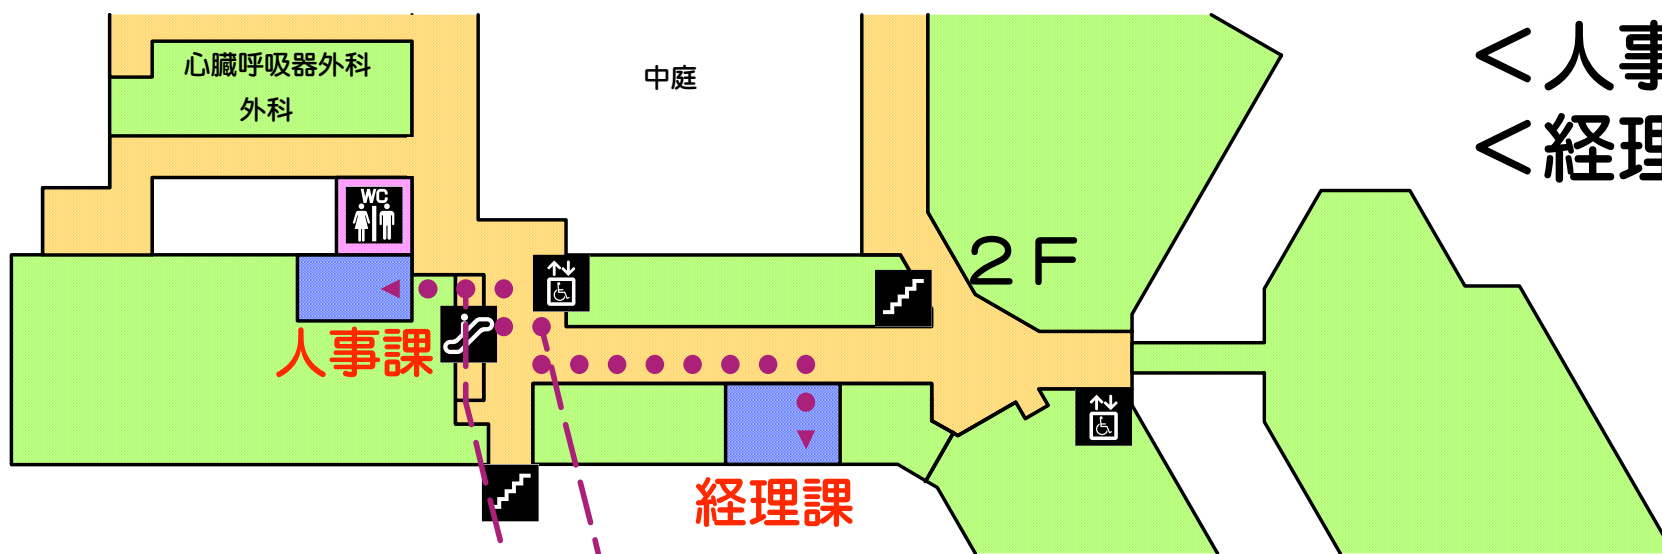 心臓呼吸器外科
外科
中庭
<人事
<経理
WC
2F
人事課
経理課